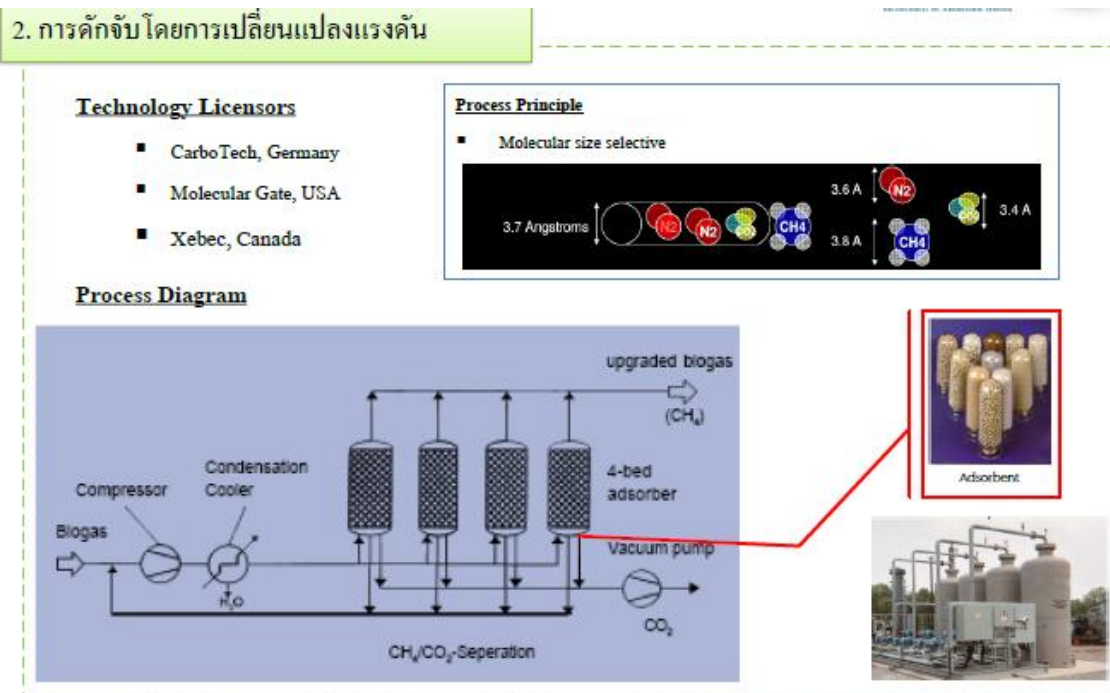 2. การดักจับโดยการเปลี่ยนแปลงแรงดัน
Technology Licensors
▪ CarboTech, Germany
▪ Molecular Gate, USA
▪ Xebec, Canada
Process Principle
▪ Molecular size selective
3.7 Angstroms
N2
N2
CO2
CH4
3.6 A
N2
3.8 A
CH4
CO2
3.4 A
Process Diagram
upgraded biogas
(CH₄)
Condensation
Cooler
Compressor
Biogas
H₂O
4-bed
adsorber
Vacuum pump
CO₂
CH₄/CO₂-Seperation
Adsorbent